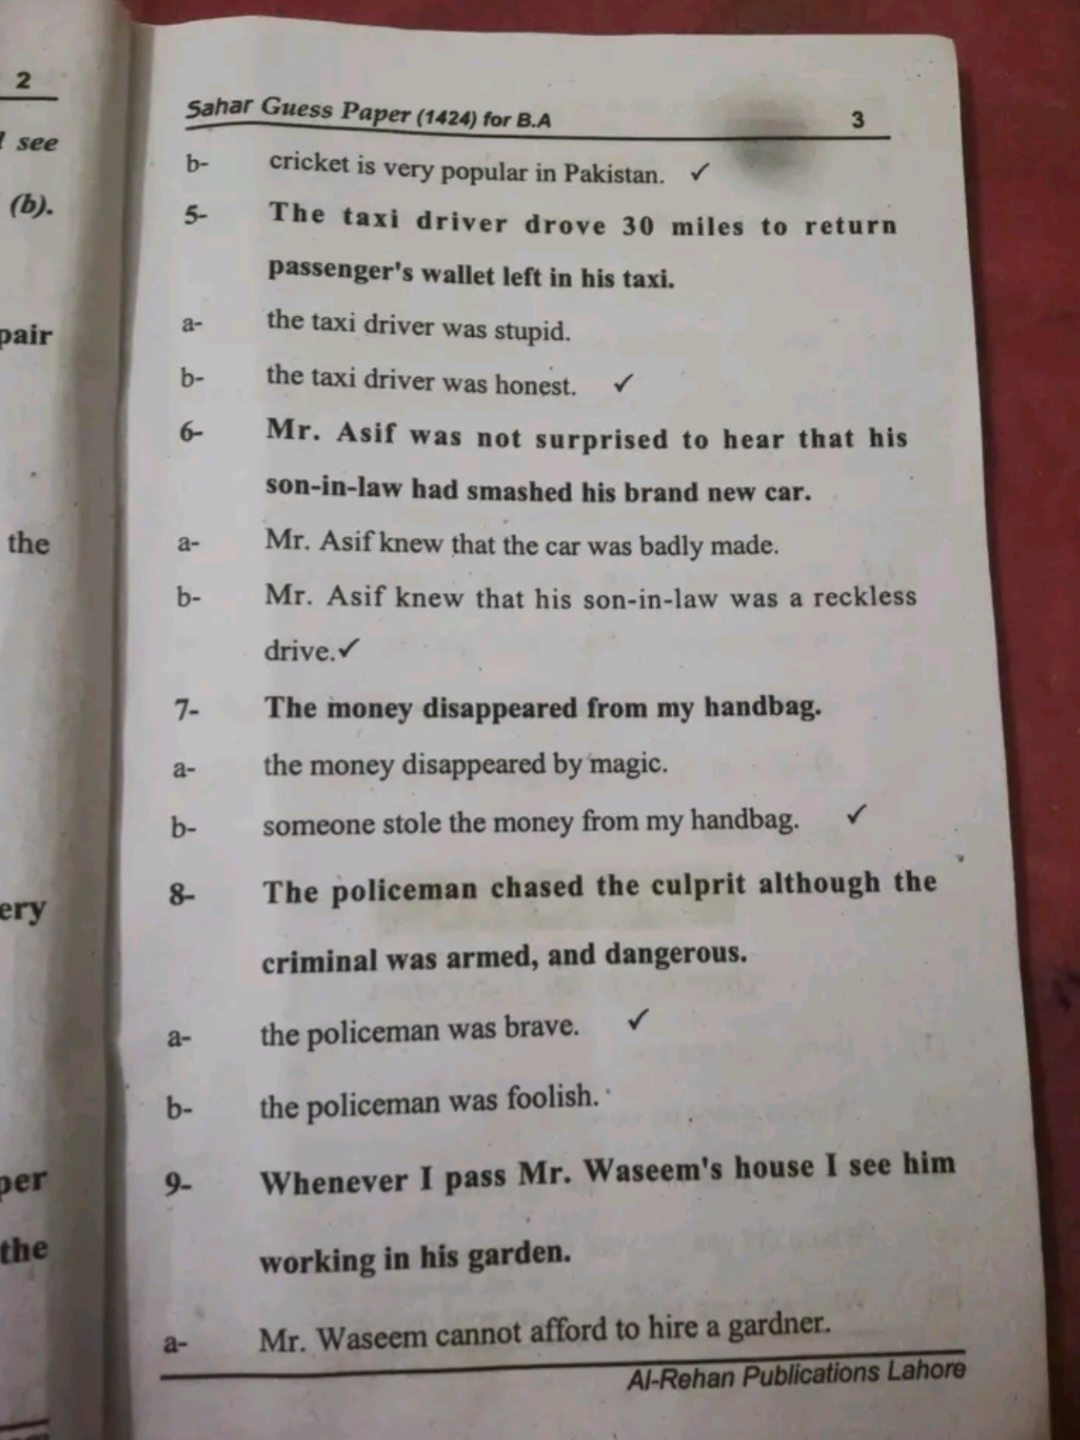 2
see
(b).
pair
the
ery
per
the
Sahar Guess Paper (1424) for B.A 3
b- cricket is very popular in Pakistan. ✓
5- The taxi driver drove 30 miles to return
passenger's wallet left in his taxi.
a- the taxi driver was stupid.
b- the taxi driver was honest. ✓
6- Mr. Asif was not surprised to hear that his
son-in-law had smashed his brand new car.
a- Mr. Asif knew that the car was badly made.
b- Mr. Asif knew that his son-in-law was a reckless
drive.✓
7- The money disappeared from my handbag.
a- the money disappeared by magic.
b- someone stole the money from my handbag. ✓
8- The policeman chased the culprit although the
criminal was armed, and dangerous.
a- the policeman was brave. ✓
b- the policeman was foolish.
9- Whenever I pass Mr. Waseem's house I see him
working in his garden.
a- Mr. Waseem cannot afford to hire a gardner.
Al-Rehan Publications Lahore